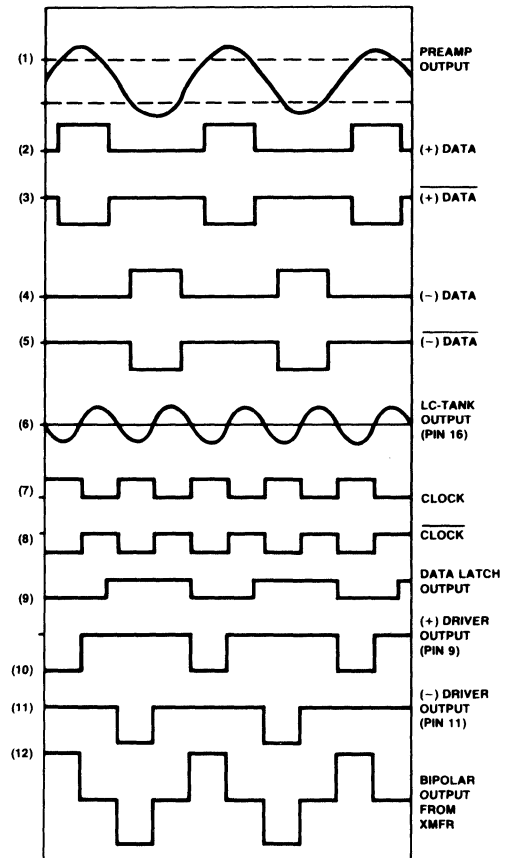 (1)
PREAMP
OUTPUT
(2)
(+) DATA
(3)
(+) DATA
(4)
(−) DATA
(5)
(−) DATA
(6)
LC-TANK
OUTPUT
(PIN 16)
(7)
CLOCK
(8)
CLOCK
(9)
DATA LATCH
OUTPUT
(10)
(+) DRIVER
OUTPUT
(PIN 9)
(11)
(−) DRIVER
OUTPUT
(PIN 11)
(12)
BIPOLAR
OUTPUT
FROM
XMFR